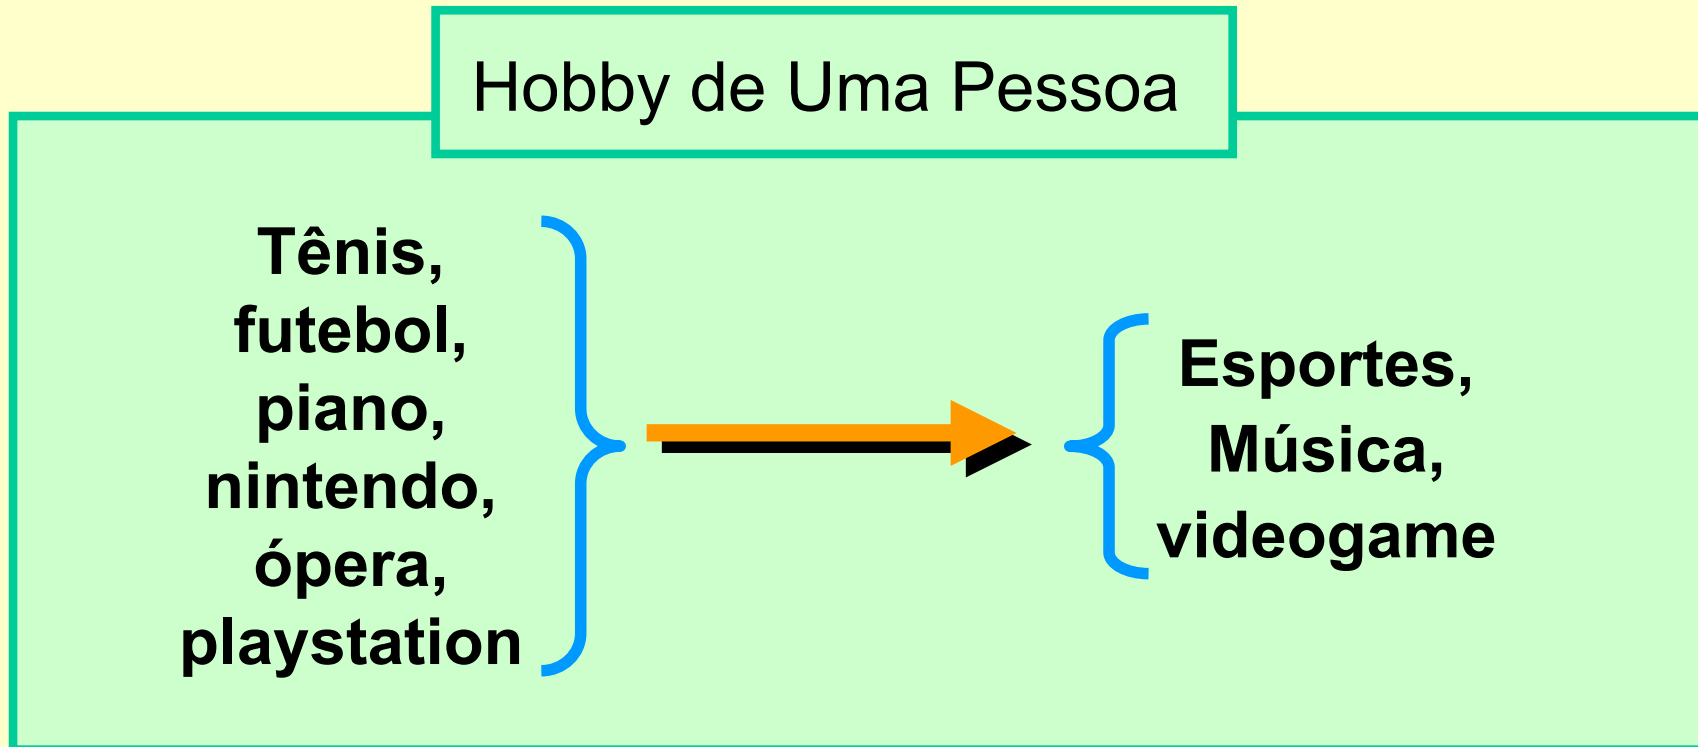 Hobby de Uma Pessoa
Tênis,
futebol,
piano,
nintendo,
ópera,
playstation
Esportes,
Música,
videogame